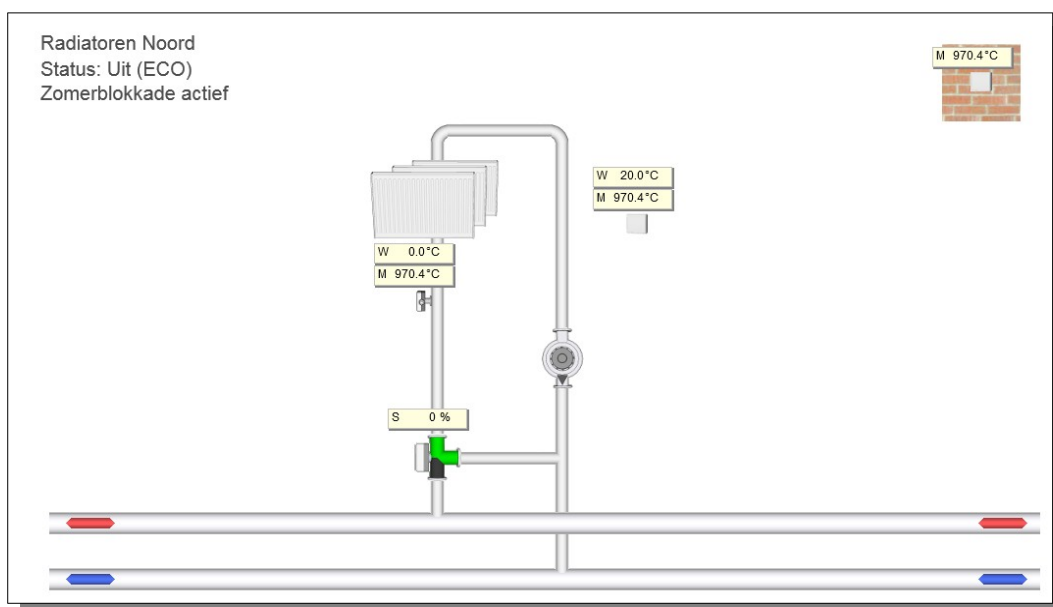 Radiatoren Noord
Status: Uit (ECO)
Zomerblokkade actief
M 970.4°C
W 20.0°C
M 970.4°C
W 0.0°C
M 970.4°C
S 0 %